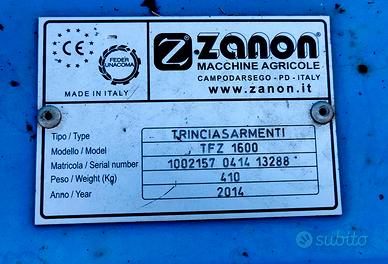 CE
FEDER
UNACOMA
MADE IN ITALY
Z zanon®
MACCHINE AGRICOLE
CAMPODARSEGO - PD - ITALY
www.zanon.it
Tipo / Type TRINCIASARMENTI
Modello / Model TFZ 1600
Matricola / Serial number 1002157 0414 13288
Peso / Weight (Kg) 410
Anno / Year 2014
subito